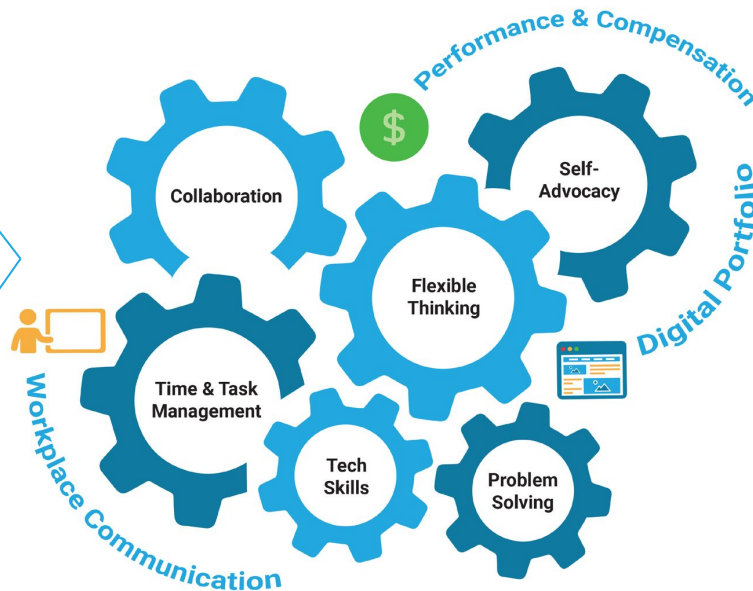 Performance & Compensation
$
Collaboration
Self-
Advocacy
Digital Portfolio
Flexible
Thinking
Time & Task
Management
Tech
Skills
Problem
Solving
Workplace Communication